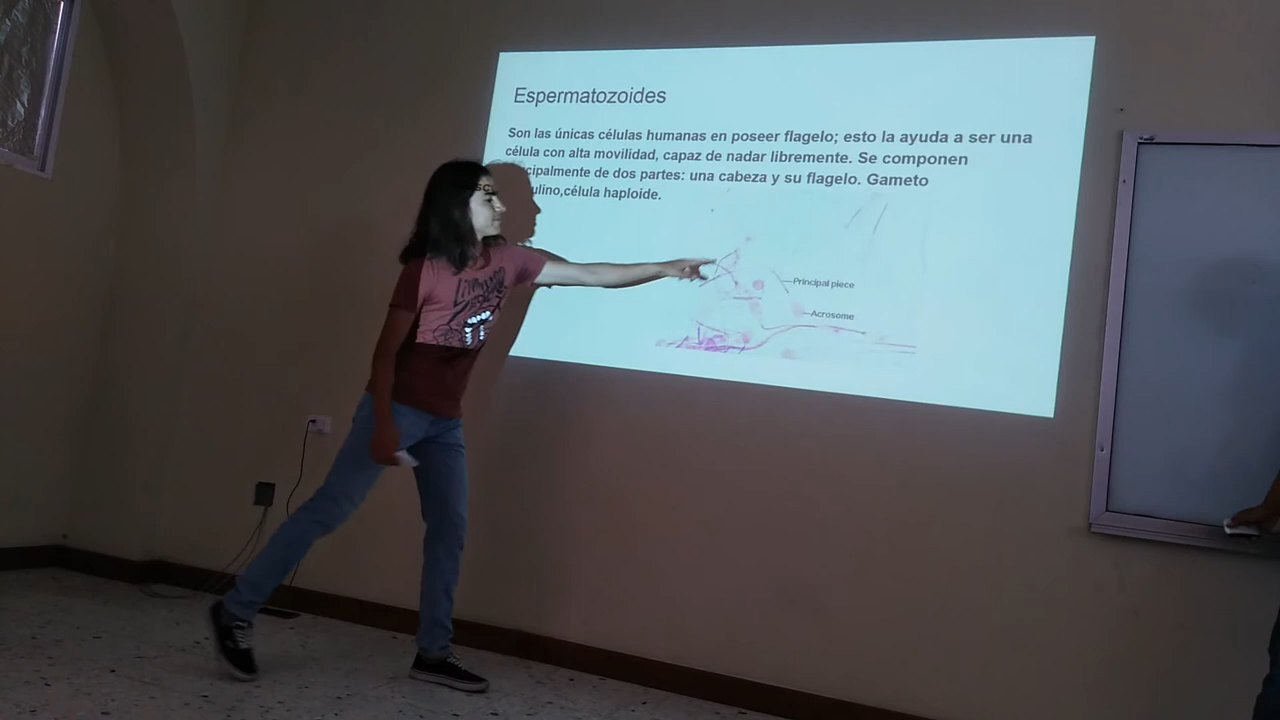 Espermatozoides
Son las únicas células humanas en poseer flagelo; esto la ayuda a ser una
célula con alta movilidad, capaz de nadar libremente. Se componen
cipalmente de dos partes: una cabeza y su flagelo. Gameto
ulino,célula haploide.
Principal piece
Acrosome